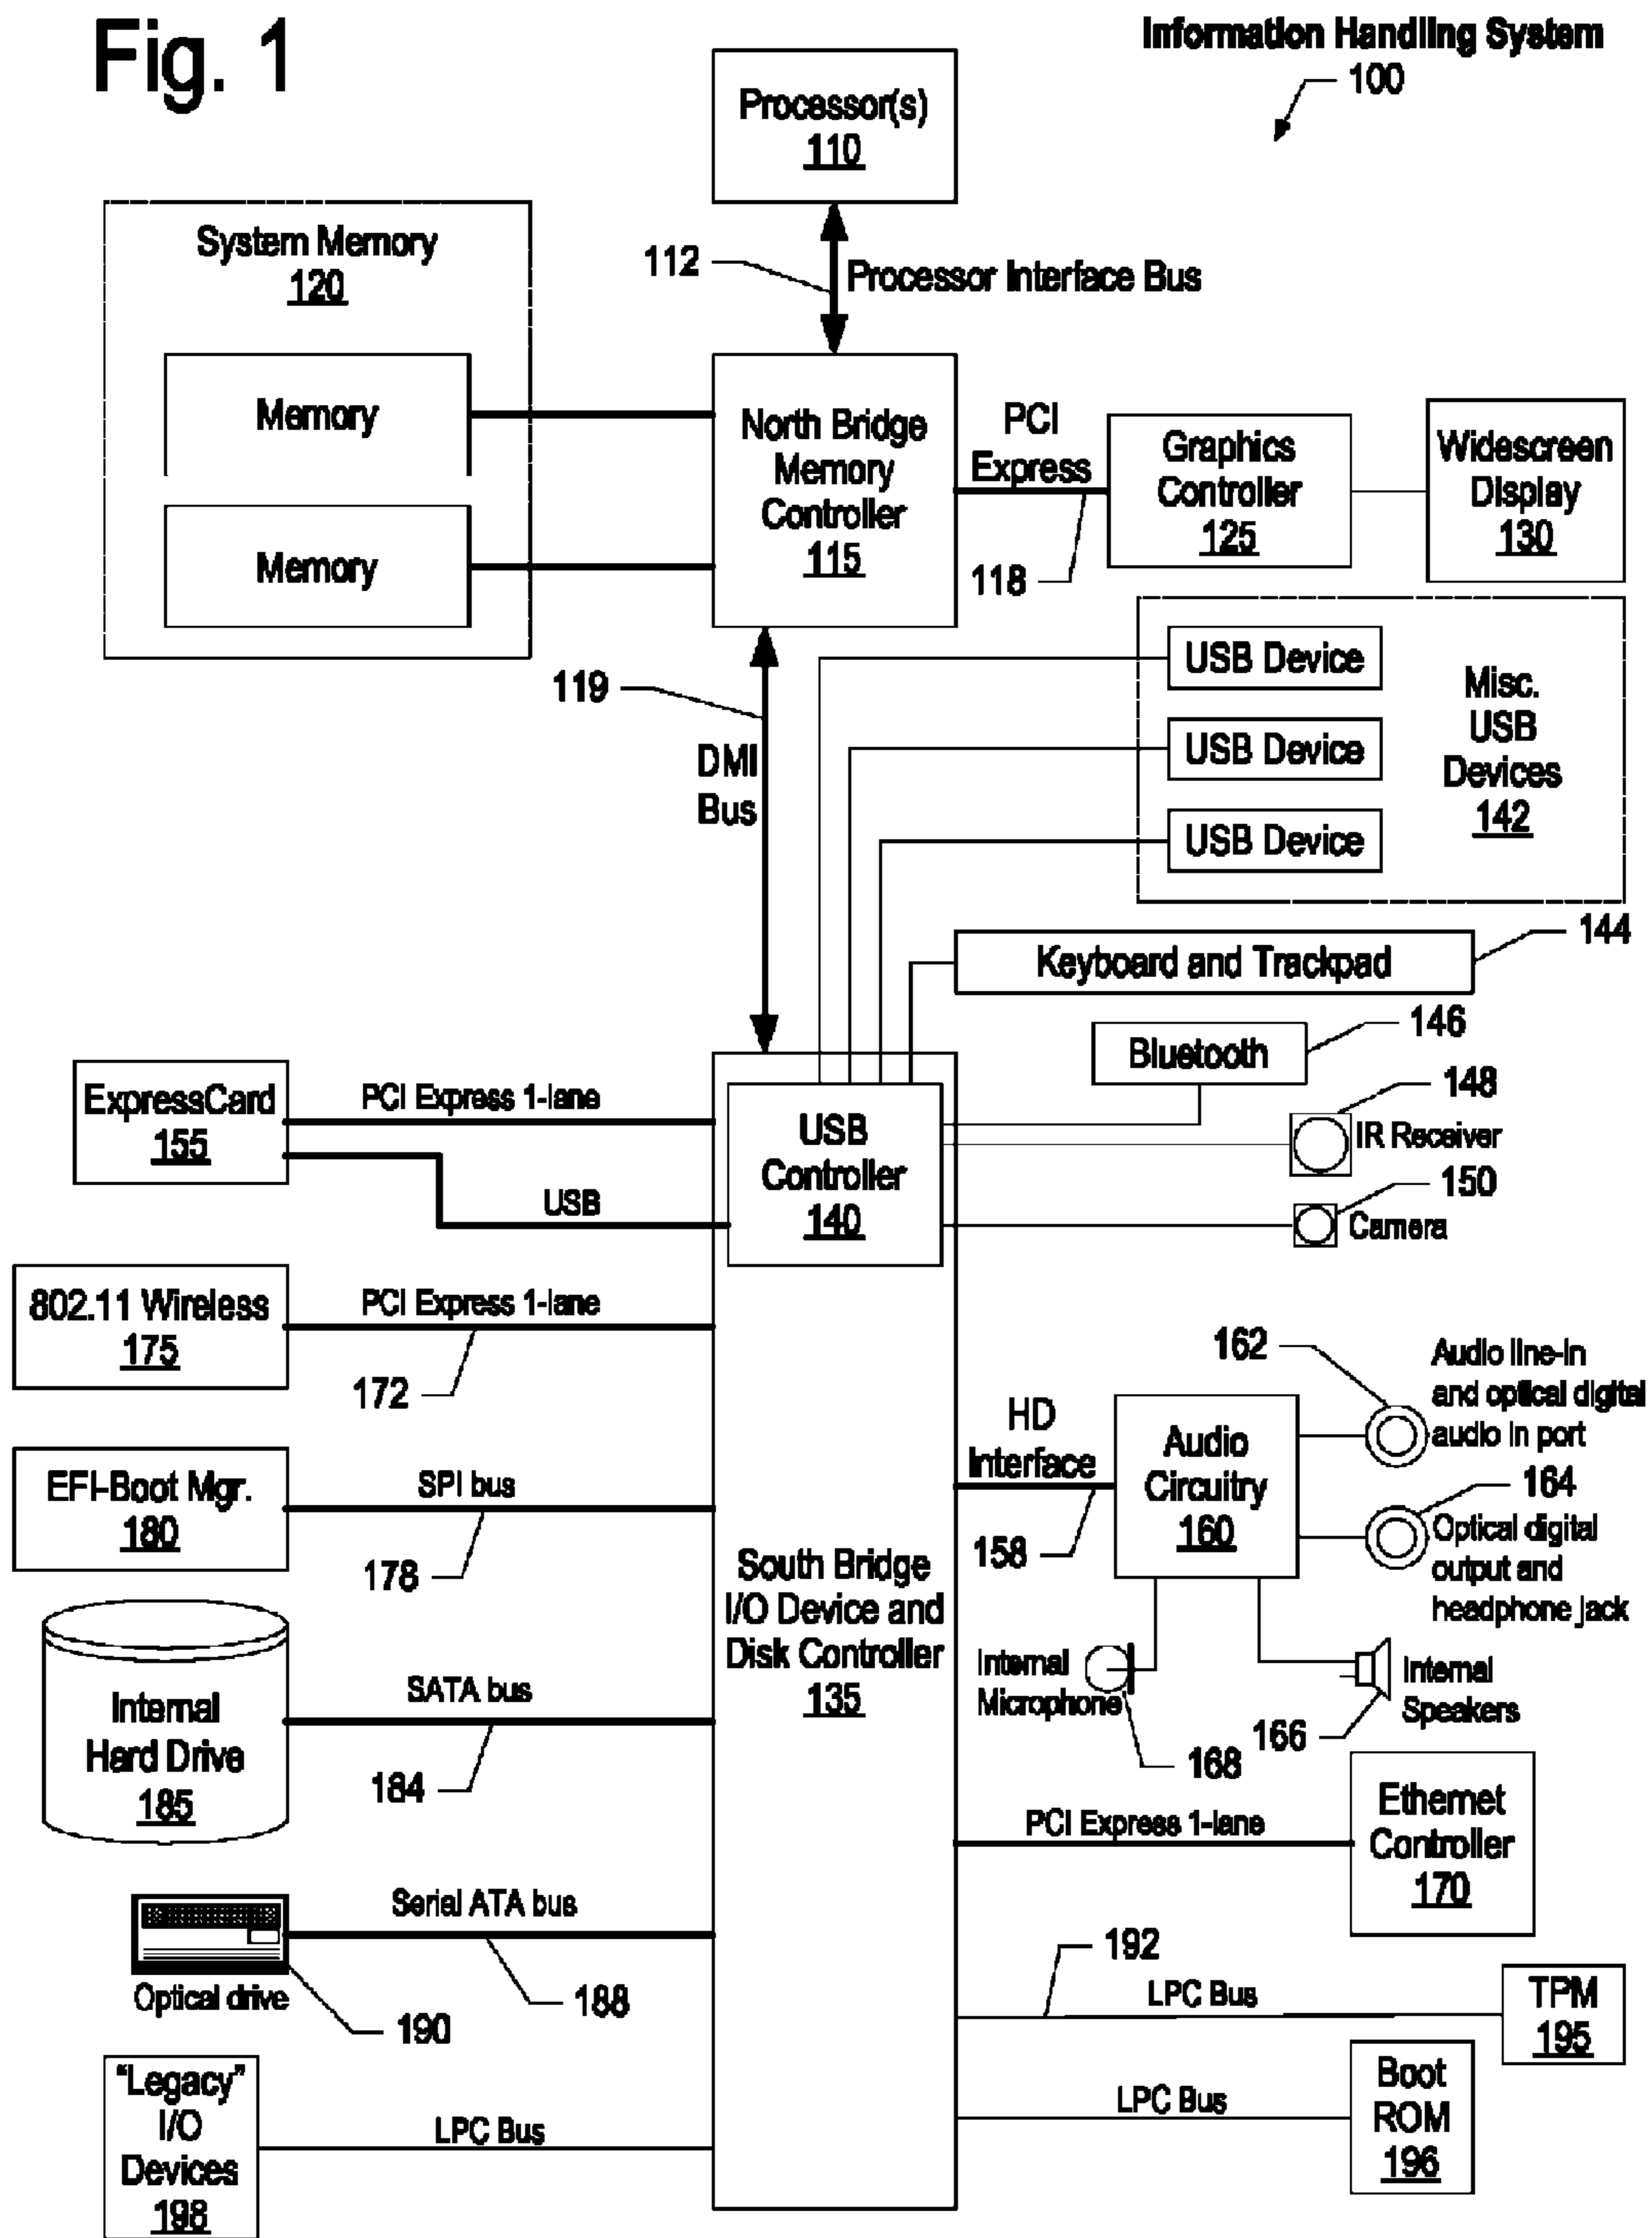 Fig. 1
Information Handling System
100
Processor(s)
110
System Memory
120
112
Processor Interface Bus
Memory
Memory
North Bridge
Memory
Controller
115
PCI
Express
118
Graphics
Controller
125
Widescreen
Display
130
119
DMI
Bus
USB Device
USB Device
USB Device
Misc.
USB
Devices
142
144
Keyboard and Trackpad
146
Bluetooth
148
IR Receiver
150
Camera
ExpressCard
155
PCI Express 1-lane
USB
USB
Controller
140
802.11 Wireless
175
PCI Express 1-lane
172
162
Audio line-in
and optical digital
audio in port
HD
Interface
158
Audio
Circuitry
160
164
Optical digital
output and
headphone jack
EFI-Boot Mgr.
180
SPI bus
178
South Bridge
I/O Device and
Disk Controller
135
Internal
Microphone
168
Internal
Speakers
166
Internal
Hard Drive
185
SATA bus
184
PCI Express 1-lane
Ethernet
Controller
170
Serial ATA bus
188
Optical drive
190
192
LPC Bus
TPM
195
"Legacy"
I/O
Devices
198
LPC Bus
LPC Bus
Boot
ROM
196